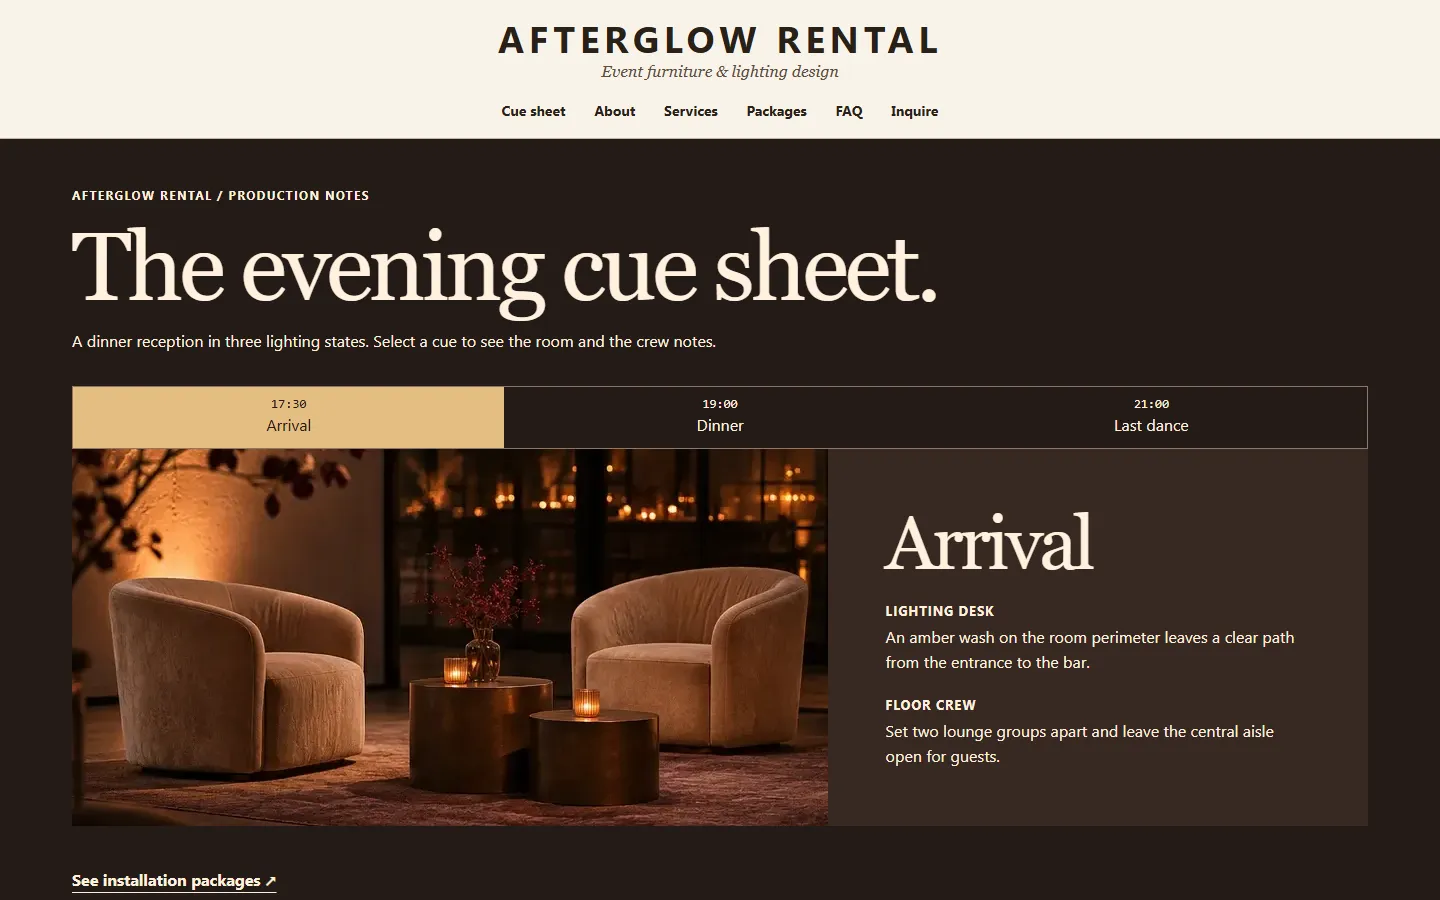 AFTERGLOW RENTAL
Event furniture & lighting design
Cue sheet About Services Packages FAQ Inquire
AFTERGLOW RENTAL / PRODUCTION NOTES
The evening cue sheet.
A dinner reception in three lighting states. Select a cue to see the room and the crew notes.
17:30
Arrival
19:00
Dinner
21:00
Last dance
Arrival
LIGHTING DESK
An amber wash on the room perimeter leaves a clear path
from the entrance to the bar.
FLOOR CREW
Set two lounge groups apart and leave the central aisle
open for guests.
See installation packages ↗